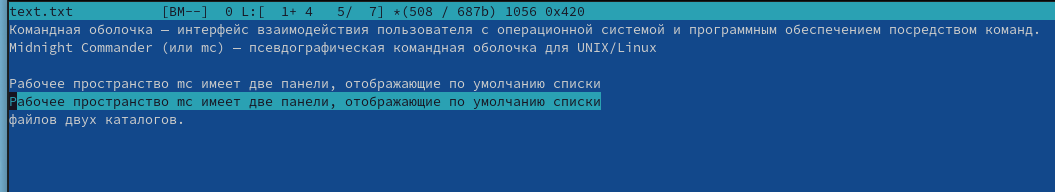 text.txt [BM--] 0 L:[ 1+ 4 5/ 7] *(508 / 687b) 1056 0x420
Командная оболочка — интерфейс взаимодействия пользователя с операционной системой и программным обеспечением посредством команд.
Midnight Commander (или mc) — псевдографическая командная оболочка для UNIX/Linux
Рабочее пространство mc имеет две панели, отображающие по умолчанию списки
Рабочее пространство mc имеет две панели, отображающие по умолчанию списки
файлов двух каталогов.